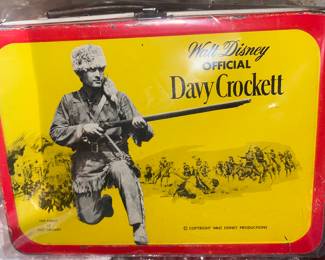 Walt Disney
OFFICIAL
Davy Crockett
© COPYRIGHT WALT DISNEY PRODUCTIONS